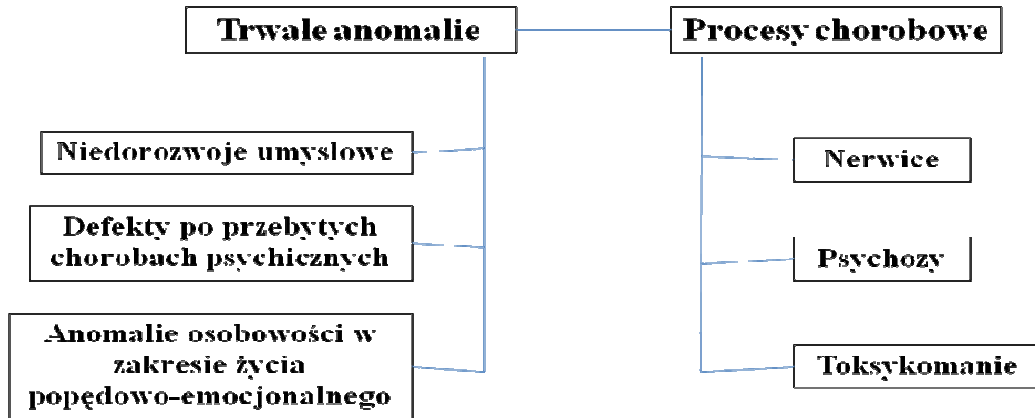 Trwałe anomalie
Procesy chorobowe
Niedorozwoje umysłowe
Defekty po przebytych
chorobach psychicznych
Anomalie osobowości w
zakresie życia
popędowo-emocjonalnego
Nerwice
Psychozy
Toksykomanie